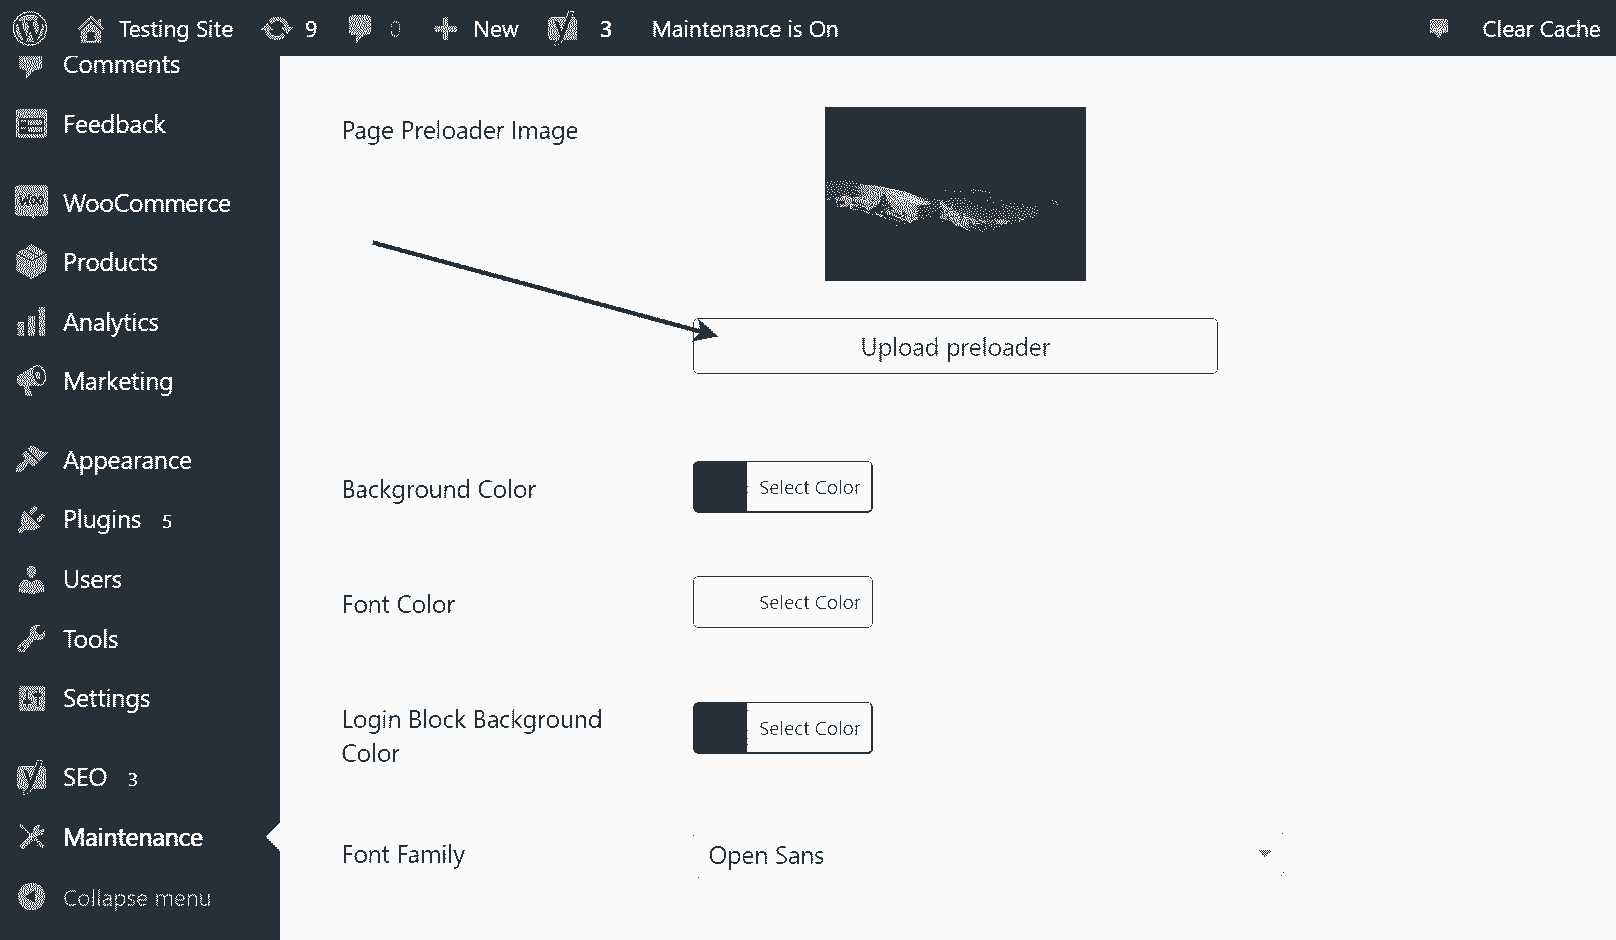 Testing Site 9 0 New 3 Maintenance is On Clear Cache
Comments
Feedback
WooCommerce
Products
Analytics
Marketing
Appearance
Plugins 5
Users
Tools
Settings
SEO 3
Maintenance
Collapse menu
Page Preloader Image
Upload preloader
Background Color
Select Color
Font Color
Select Color
Login Block Background
Color
Select Color
Font Family
Open Sans